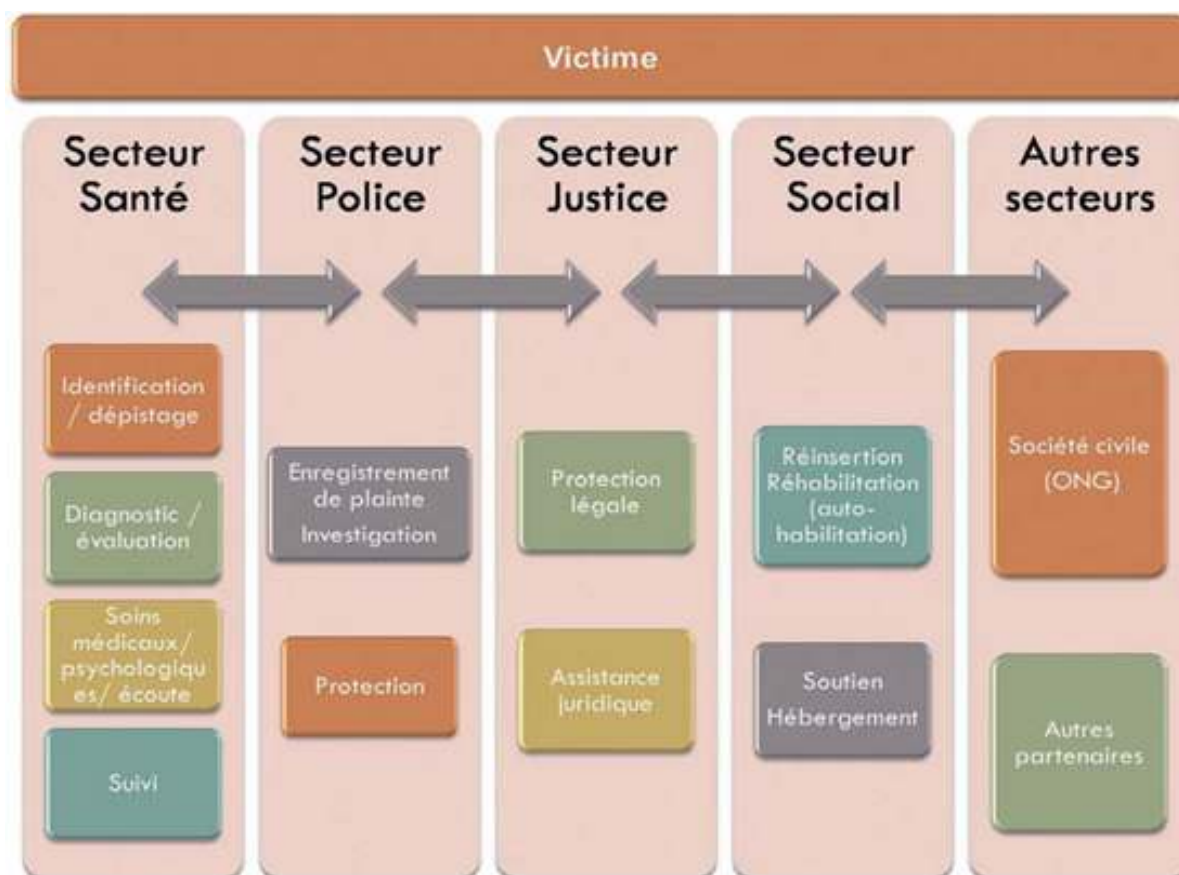 Victime
Secteur
Santé
Identification
/ dépistage
Diagnostic /
évaluation
Soins
médicaux/
psychologiqu
es/ écoute
Suivi
Secteur
Police
Enregistrement
de plainte
Investigation
Protection
Secteur
Justice
Protection
légale
Assistance
juridique
Secteur
Social
Réinsertion
Réhabilitation
(auto-
habilitation)
Soutien
Hébergement
Autres
secteurs
Société civile
(ONG)
Autres
partenaires